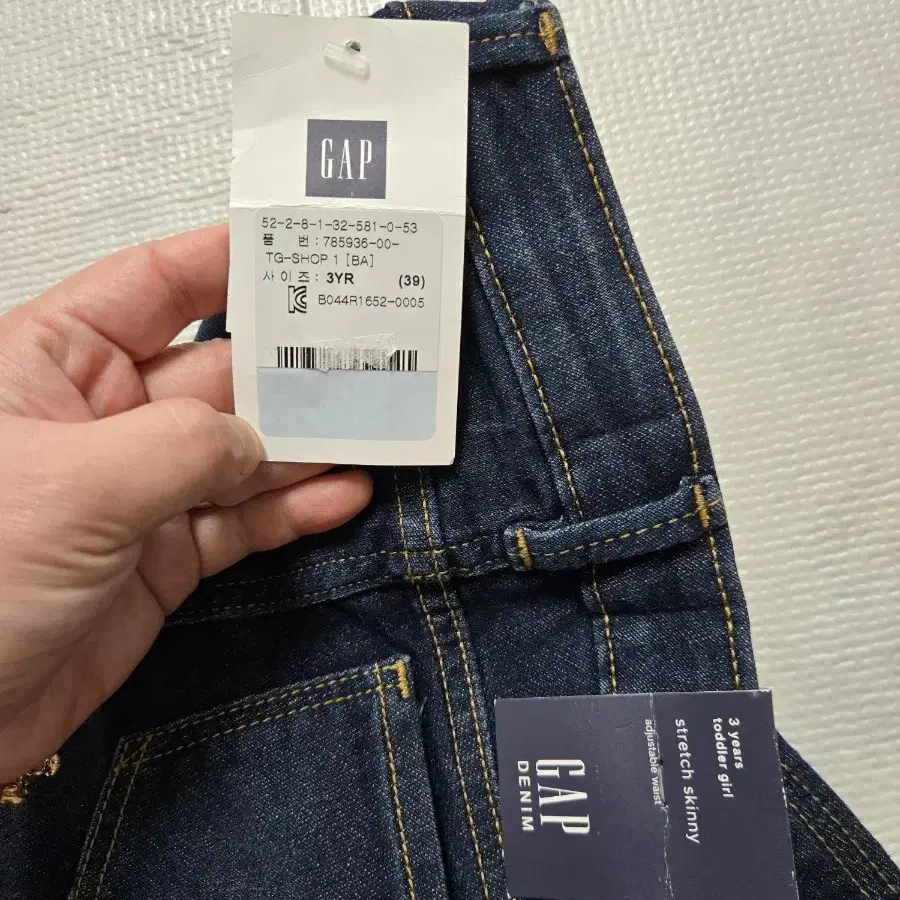 GAP
52-2-8-1-32-581-0-53
품 번 : 785936-00-
TG-SHOP 1 [BA]
사 이 즈 : 3YR (39)
B044R1652-0005
3 years
toddler girl
stretch skinny
adjustable waist
GAP
DENIM